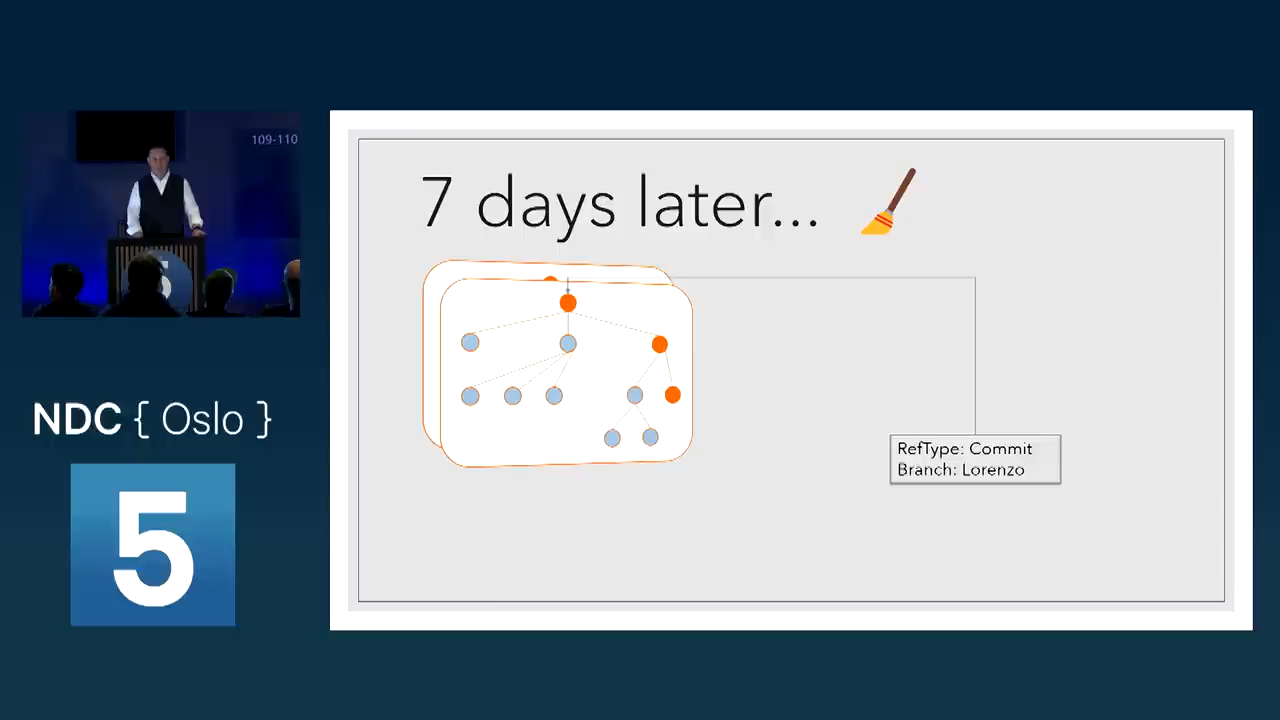 109-110
7 days later...
NDC { Oslo }
5
RefType: Commit
Branch: Lorenzo